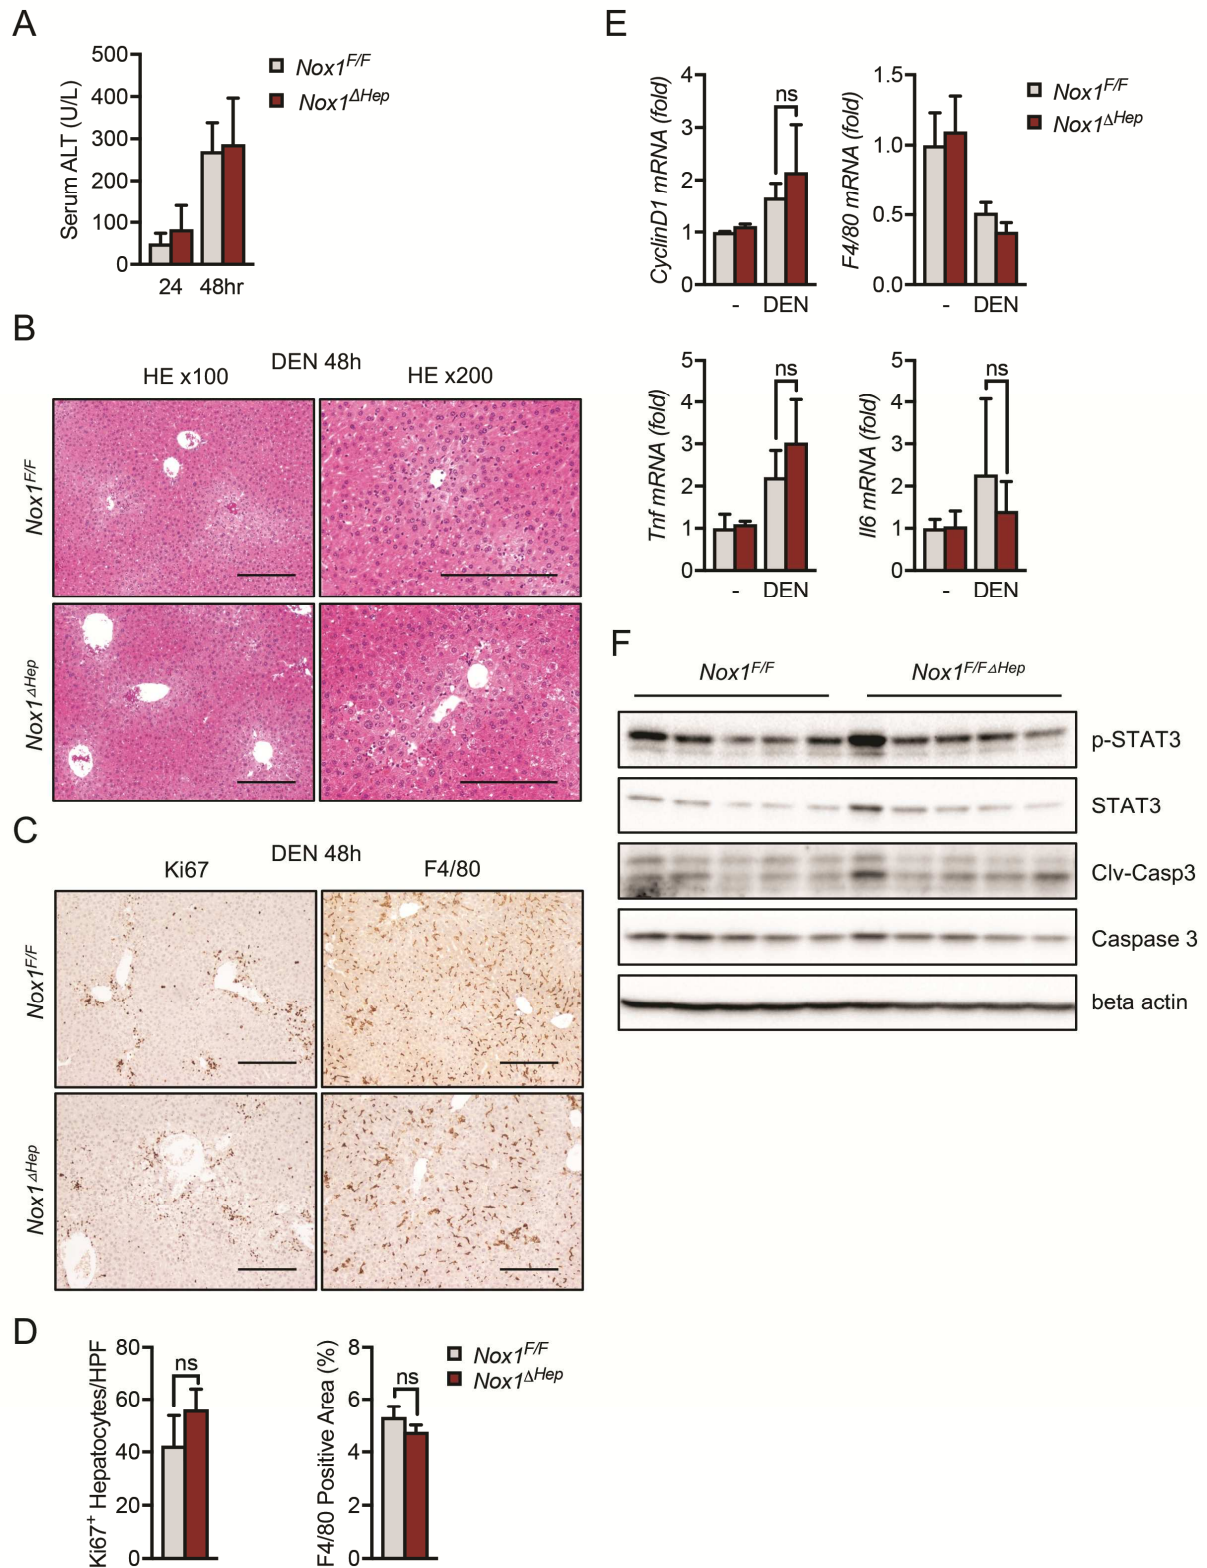 A
500
400
300
200
100
0
Serum ALT (U/L)
24 48hr
Nox1F/F
Nox1ΔHep
B
DEN 48h
HE x100 HE x200
Nox1F/F
Nox1ΔHep
C
DEN 48h
Ki67 F4/80
Nox1F/F
Nox1ΔHep
D
80
60
40
20
0
Ki67+ Hepatocytes/HPF
ns
8
6
4
2
0
F4/80 Positive Area (%)
ns
Nox1F/F
Nox1ΔHep
E
4
3
2
1
0
CyclinD1 mRNA (fold)
ns
- DEN
1.5
1.0
0.5
0.0
F4/80 mRNA (fold)
- DEN
Nox1F/F
Nox1ΔHep
5
4
3
2
1
0
Tnf mRNA (fold)
ns
- DEN
5
4
3
2
1
0
Il6 mRNA (fold)
ns
- DEN
F
Nox1F/F Nox1F/FΔHep
p-STAT3
STAT3
Clv-Casp3
Caspase 3
beta actin